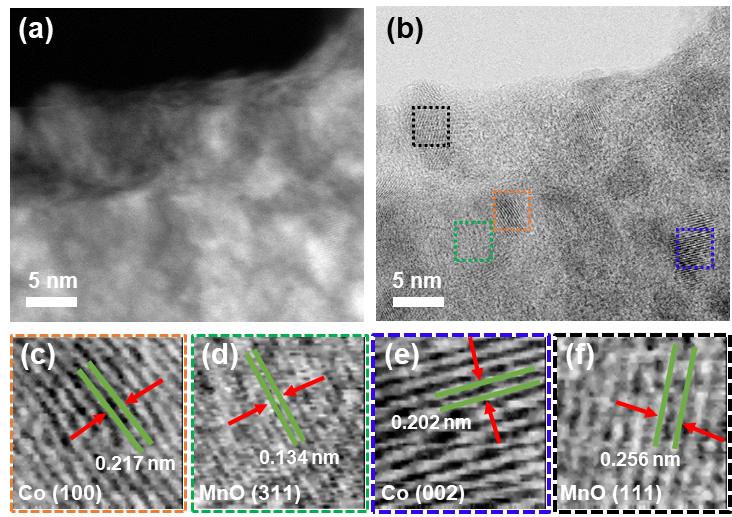 (a)
(b)
5 nm
5 nm
(c)
(d)
(e)
(f)
0.217 nm
0.134 nm
0.202 nm
0.256 nm
Co (100)
MnO (311)
Co (002)
MnO (111)